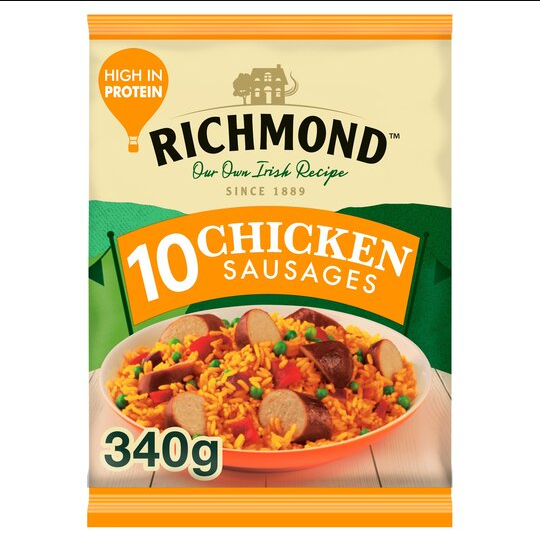 HIGH IN
PROTEIN
RICHMOND™
Our Own Irish Recipe
SINCE 1889
10 CHICKEN
SAUSAGES
340g